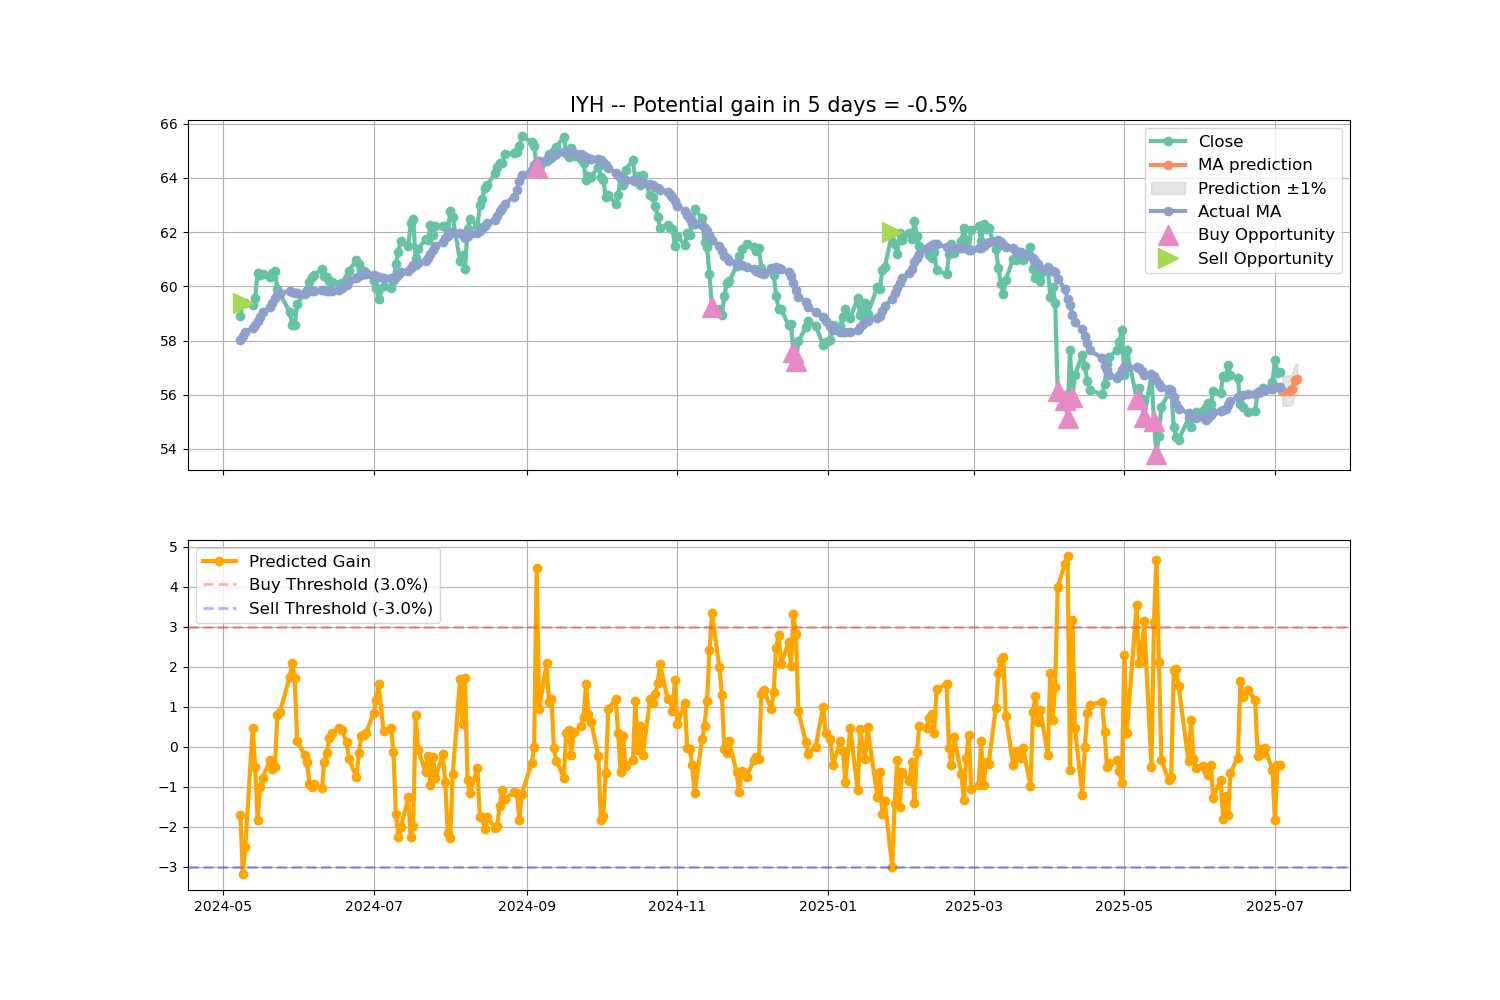 IYH -- Potential gain in 5 days = -0.5%
66
64
62
60
58
56
54
Close
MA prediction
Prediction ±1%
Actual MA
Buy Opportunity
Sell Opportunity
5
4
3
2
1
0
−1
−2
−3
Predicted Gain
Buy Threshold (3.0%)
Sell Threshold (-3.0%)
2024-05 2024-07 2024-09 2024-11 2025-01 2025-03 2025-05 2025-07